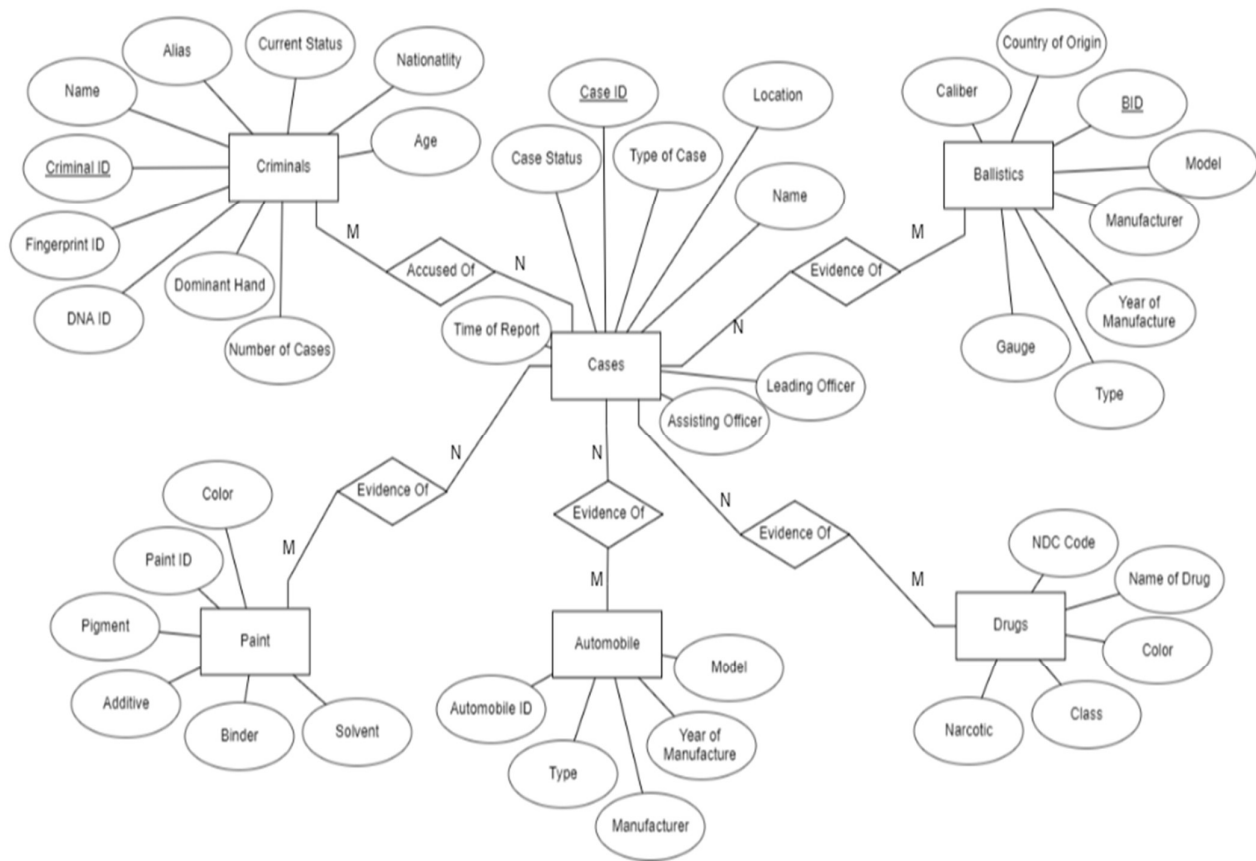 Alias
Current Status
Nationatlity
Name
Criminals
Age
Criminal ID
Fingerprint ID
DNA ID
Dominant Hand
Number of Cases
M
Accused Of
N
Case ID
Location
Case Status
Type of Case
Name
Time of Report
Cases
Leading Officer
Assisting Officer
Country of Origin
Caliber
BID
Ballistics
Model
Manufacturer
Year of
Manufacture
Gauge
Type
M
Evidence Of
N
N
Evidence Of
M
Color
Paint ID
Pigment
Paint
Additive
Binder
Solvent
N
Evidence Of
M
Automobile
Model
Automobile ID
Year of
Manufacture
Type
Manufacturer
N
Evidence Of
M
NDC Code
Name of Drug
Drugs
Color
Narcotic
Class